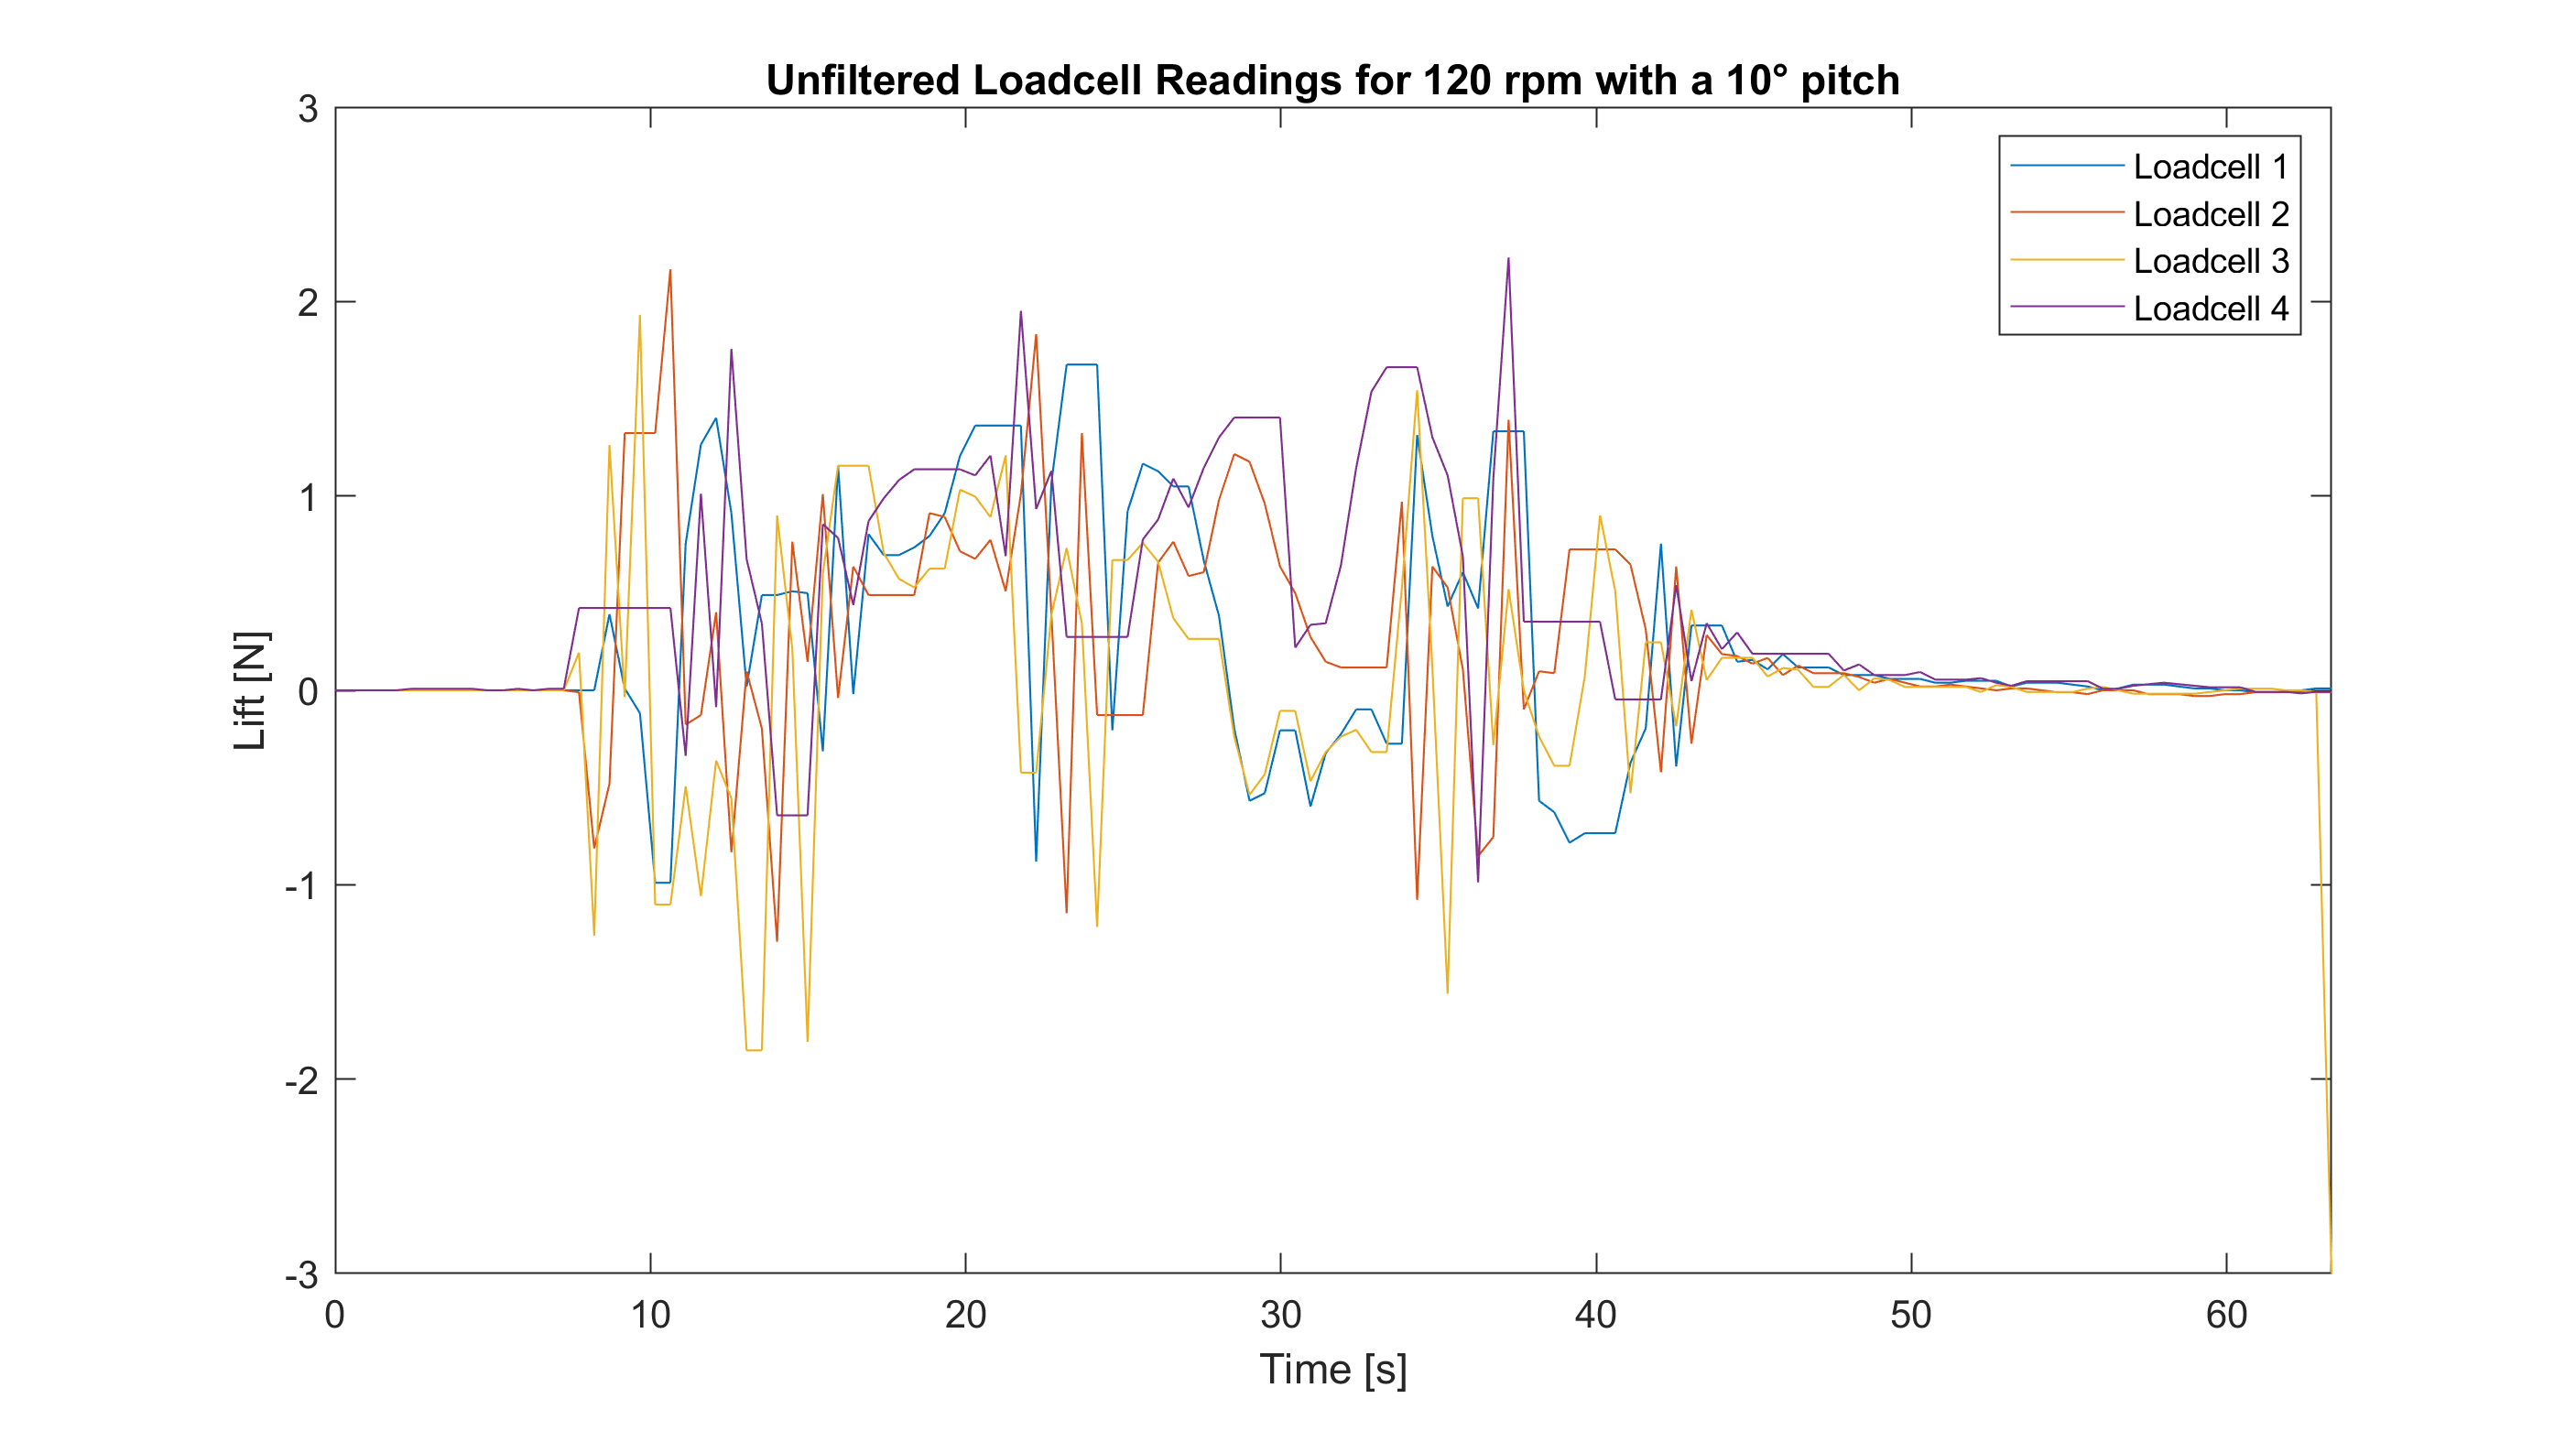 Unfiltered Loadcell Readings for 120 rpm with a 10° pitch
3
2
1
0
-1
-2
-3
Lift [N]
Loadcell 1
Loadcell 2
Loadcell 3
Loadcell 4
0 10 20 30 40 50 60
Time [s]